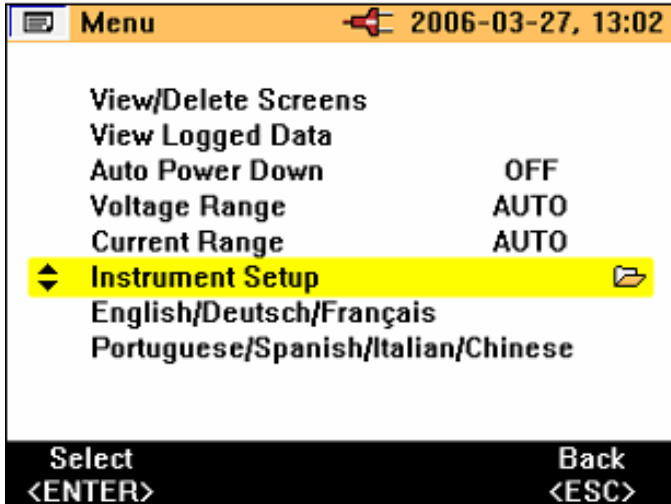 Menu 2006-03-27, 13:02
View/Delete Screens
View Logged Data
Auto Power Down OFF
Voltage Range AUTO
Current Range AUTO
Instrument Setup
English/Deutsch/Français
Portuguese/Spanish/Italian/Chinese
Select Back
<ENTER> <ESC>